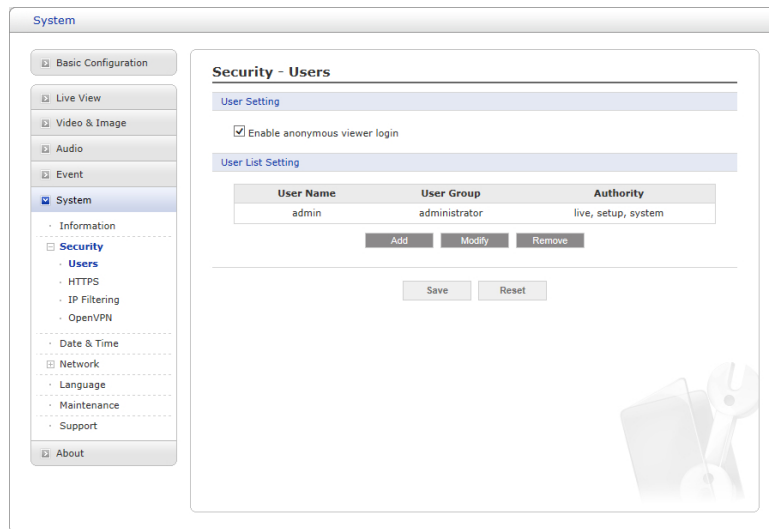 System
Basic Configuration
Live View
Video & Image
Audio
Event
System
Information
Security
Users
HTTPS
IP Filtering
OpenVPN
Date & Time
Network
Language
Maintenance
Support
About
Security - Users
User Setting
Enable anonymous viewer login
User List Setting
User Name User Group Authority
admin administrator live, setup, system
Add Modify Remove
Save Reset